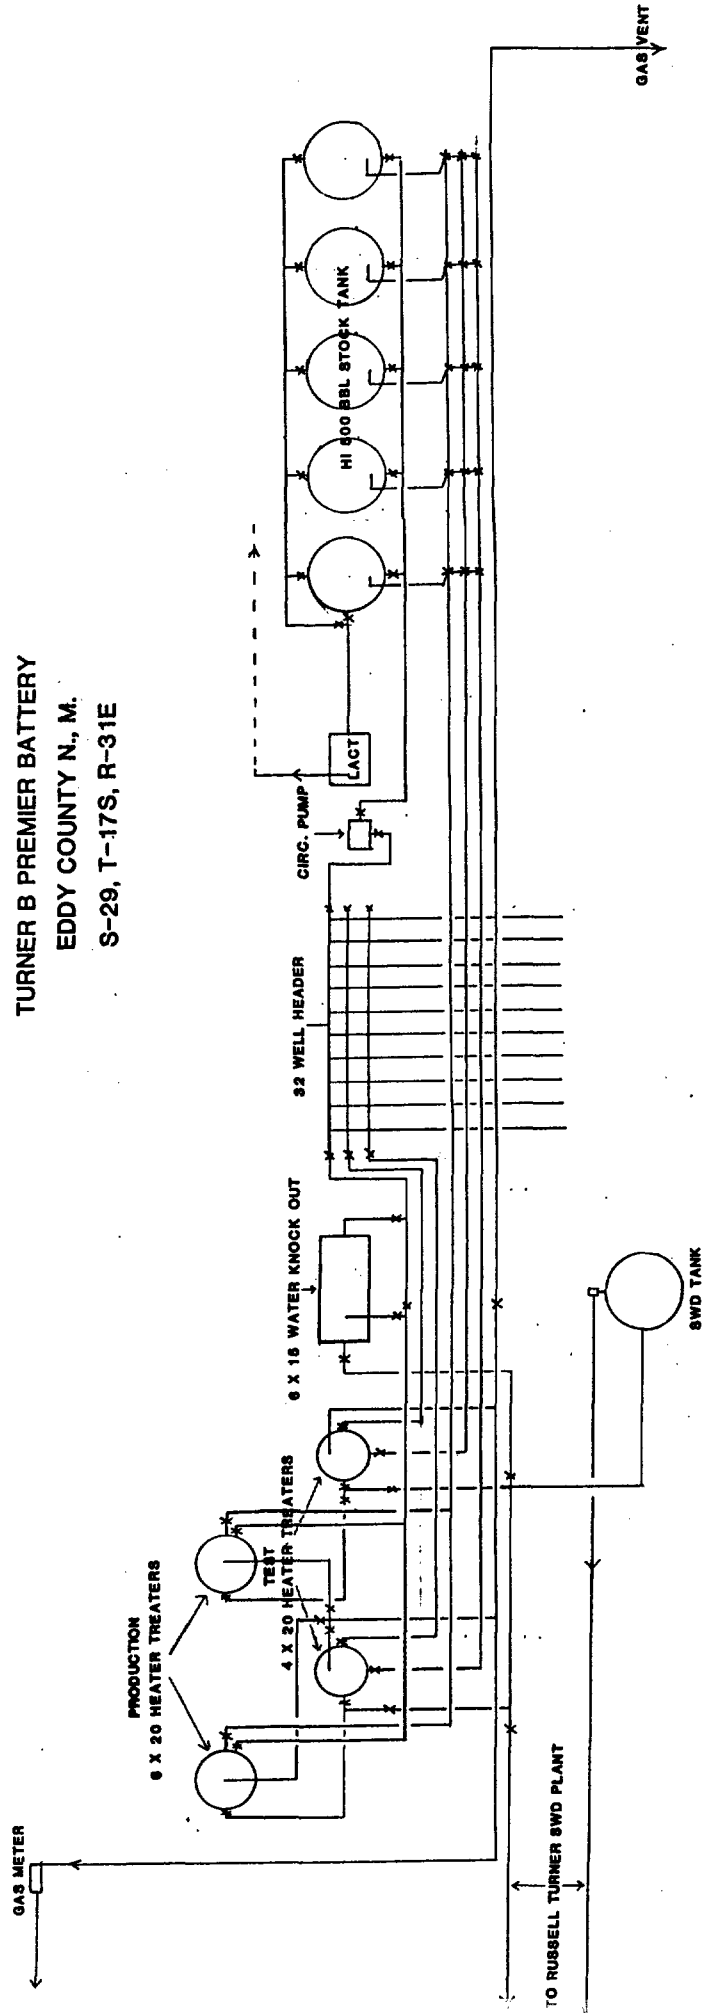 TURNER B PREMIER BATTERY
EDDY COUNTY N., M.
S-29, T-17S, R-31E
GAS METER
PRODUCTION
6 X 20 HEATER TREATERS
TEST
4 X 20 HEATER TREATERS
6 X 15 WATER KNOCK OUT
32 WELL HEADER
CIRC. PUMP
LACT
HI 500 BBL STOCK TANK
GAS VENT
SWD TANK
TO RUSSELL TURNER SWD PLANT